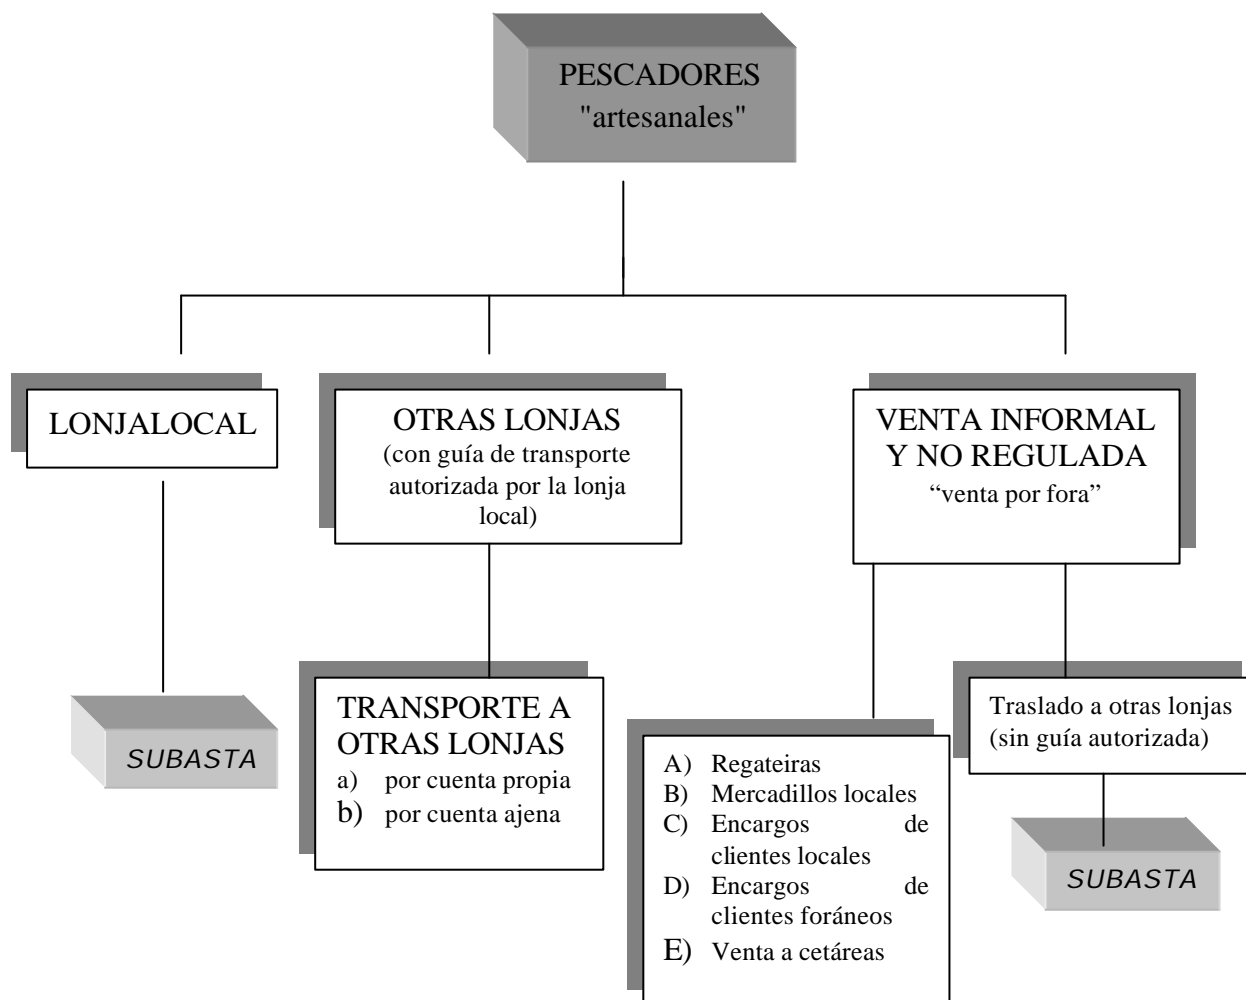 PESCADORES
"artesanales"
LONJALOCAL
OTRAS LONJAS
(con guía de transporte
autorizada por la lonja
local)
VENTA INFORMAL
Y NO REGULADA
“venta por fora”
SUBASTA
TRANSPORTE A
OTRAS LONJAS
a) por cuenta propia
b) por cuenta ajena
A) Regateiras
B) Mercadillos locales
C) Encargos de
clientes locales
D) Encargos de
clientes foráneos
E) Venta a cetáreas
Traslado a otras lonjas
(sin guía autorizada)
SUBASTA